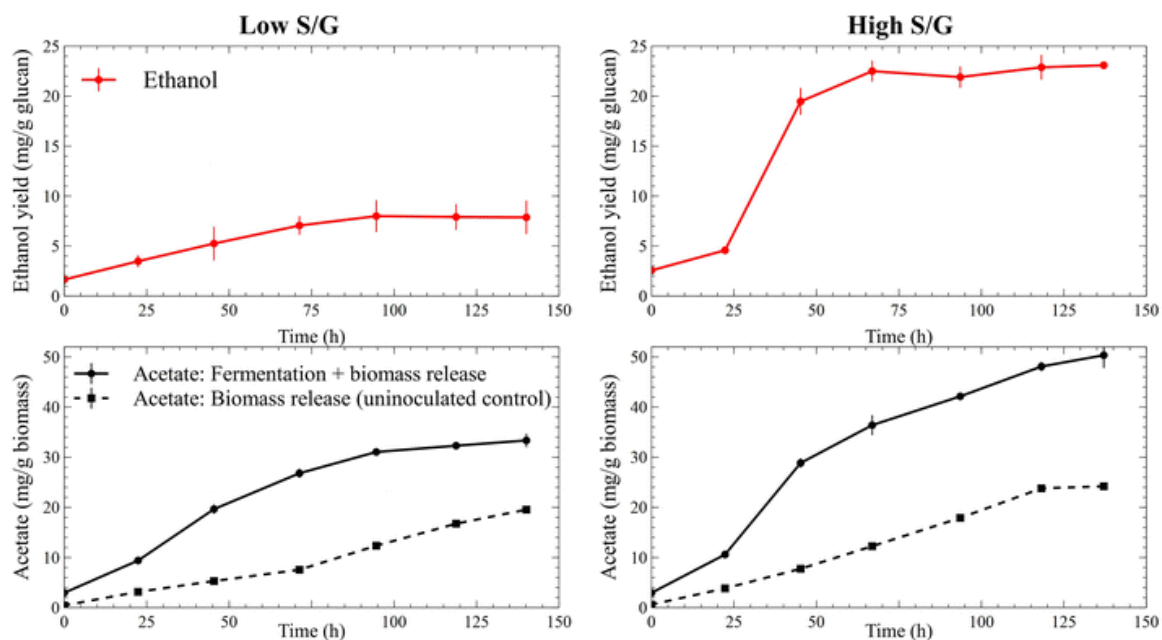 Low S/G
High S/G
Ethanol yield (mg/g glucan)
25
20
15
10
5
0
Ethanol
0 25 50 75 100 125 150
Time (h)
Ethanol yield (mg/g glucan)
25
20
15
10
5
0
0 25 50 75 100 125 150
Time (h)
Acetate (mg/g biomass)
50
40
30
20
10
0
Acetate: Fermentation + biomass release
Acetate: Biomass release (uninoculated control)
0 25 50 75 100 125 150
Time (h)
Acetate (mg/g biomass)
50
40
30
20
10
0
0 25 50 75 100 125 150
Time (h)